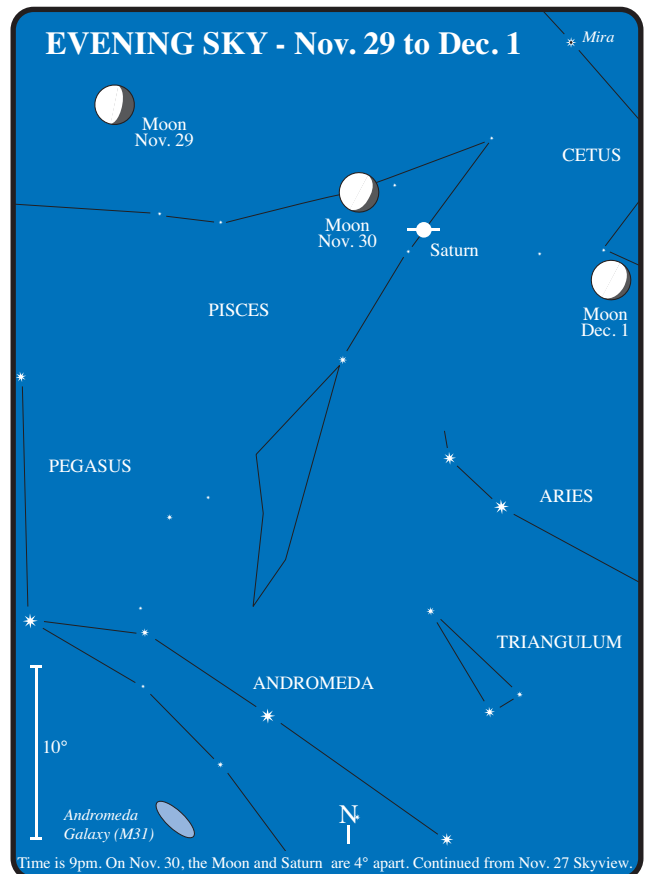 EVENING SKY - Nov. 29 to Dec. 1
Mira
Moon
Nov. 29
CETUS
Moon
Nov. 30
Saturn
PISCES
Moon
Dec. 1
PEGASUS
ARIES
TRIANGULUM
ANDROMEDA
10°
Andromeda
Galaxy (M31)
N
Time is 9pm. On Nov. 30, the Moon and Saturn are 4° apart. Continued from Nov. 27 Skyview.